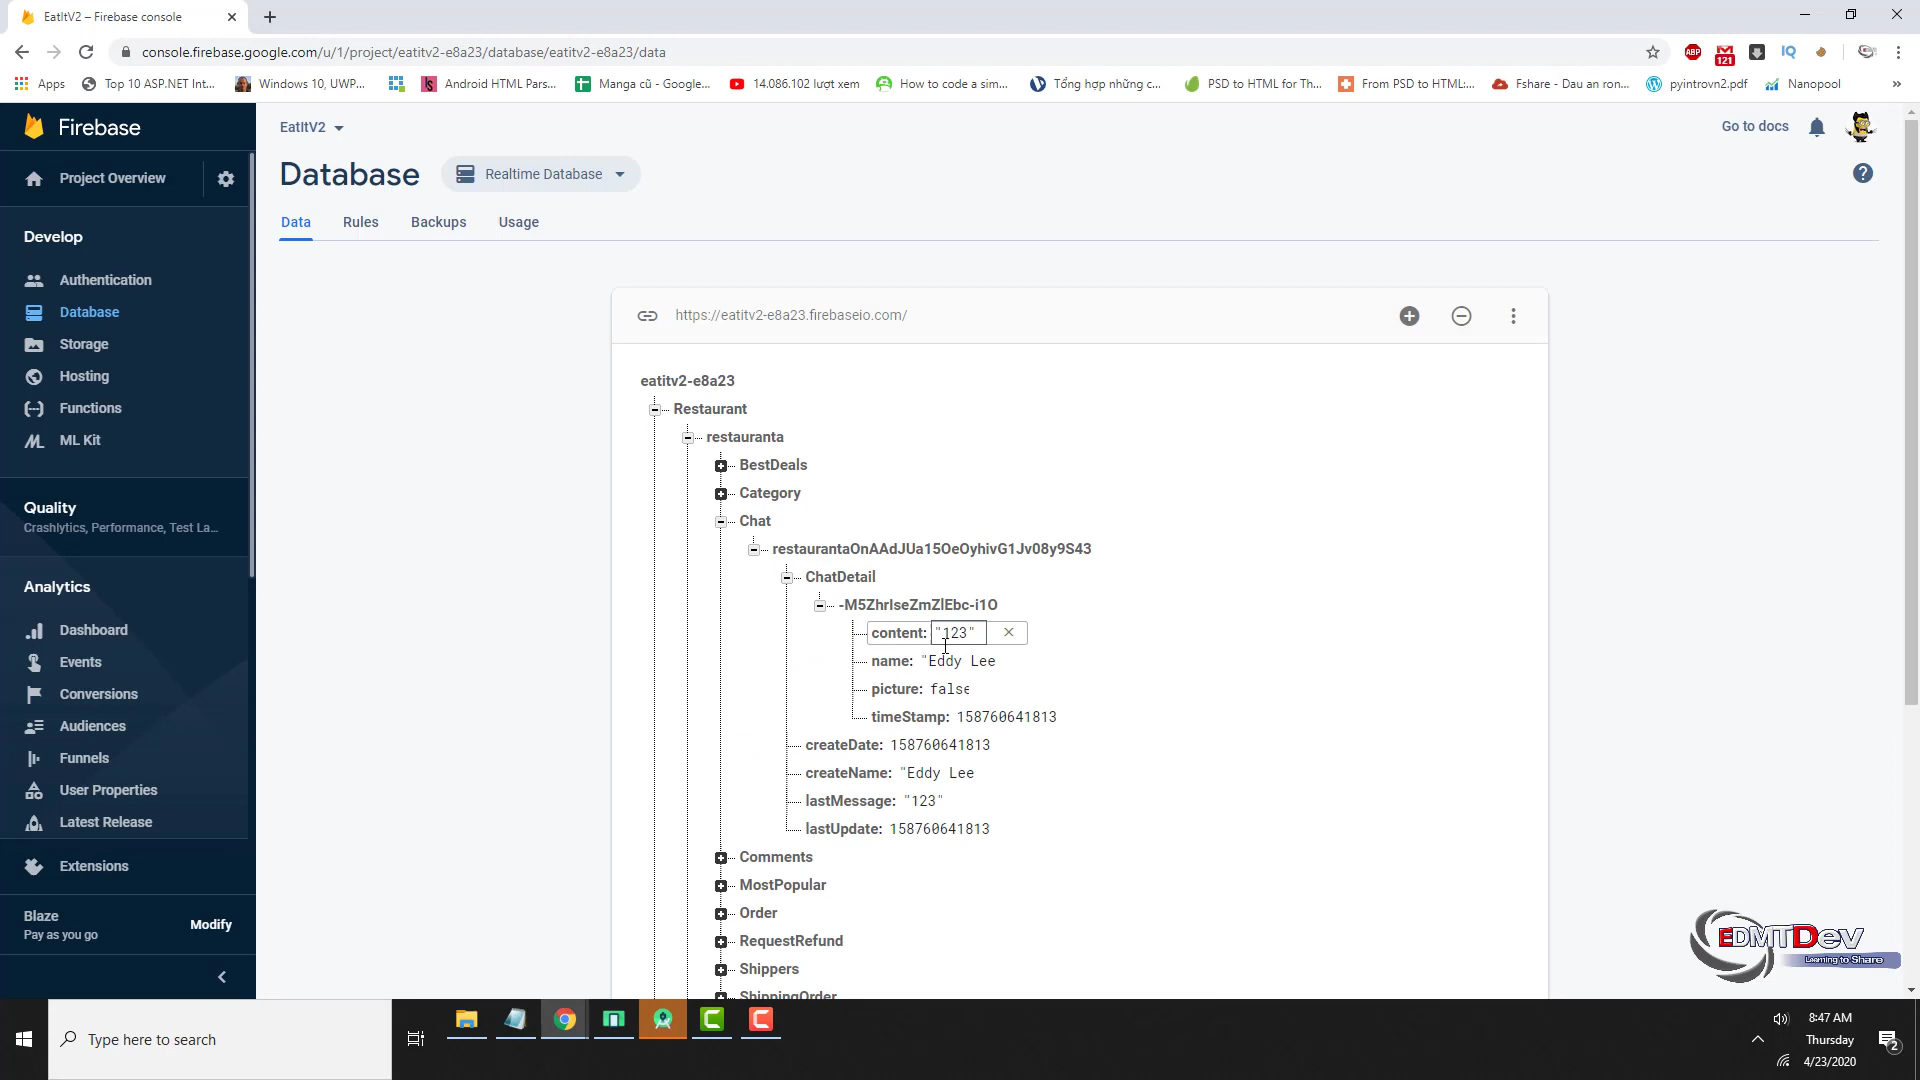 EatItV2 – Firebase console
console.firebase.google.com/u/1/project/eatitv2-e8a23/database/eatitv2-e8a23/data
ABP
121
IQ
Apps
Top 10 ASP.NET Int...
Windows 10, UWP...
Android HTML Pars...
Manga cũ - Google...
14.086.102 lượt xem
How to code a sim...
Tổng hợp những c...
PSD to HTML for Th...
From PSD to HTML:...
Fshare - Dau an ron...
pyintrovn2.pdf
Nanopool
»
Firebase
EatItV2
Go to docs
Project Overview
Database
Realtime Database
Data
Rules
Backups
Usage
Develop
Authentication
Database
Storage
Hosting
Functions
ML Kit
Quality
Crashlytics, Performance, Test La...
Analytics
Dashboard
Events
Conversions
Audiences
Funnels
User Properties
Latest Release
Extensions
Blaze
Pay as you go
Modify
https://eatitv2-e8a23.firebaseio.com/
eatitv2-e8a23
Restaurant
restauranta
BestDeals
Category
Chat
restaurantaOnAAdJUa15OeOyhivG1Jv08y9S43
ChatDetail
-M5ZhrIseZmZlEbc-i1O
content: "123"
name: "Eddy Lee
picture: false
timeStamp: 158760641813
createDate: 158760641813
createName: "Eddy Lee
lastMessage: "123"
lastUpdate: 158760641813
Comments
MostPopular
Order
RequestRefund
Shippers
ShippingOrder
EDMTDev
Learning to Share
Type here to search
8:47 AM
Thursday
4/23/2020
2